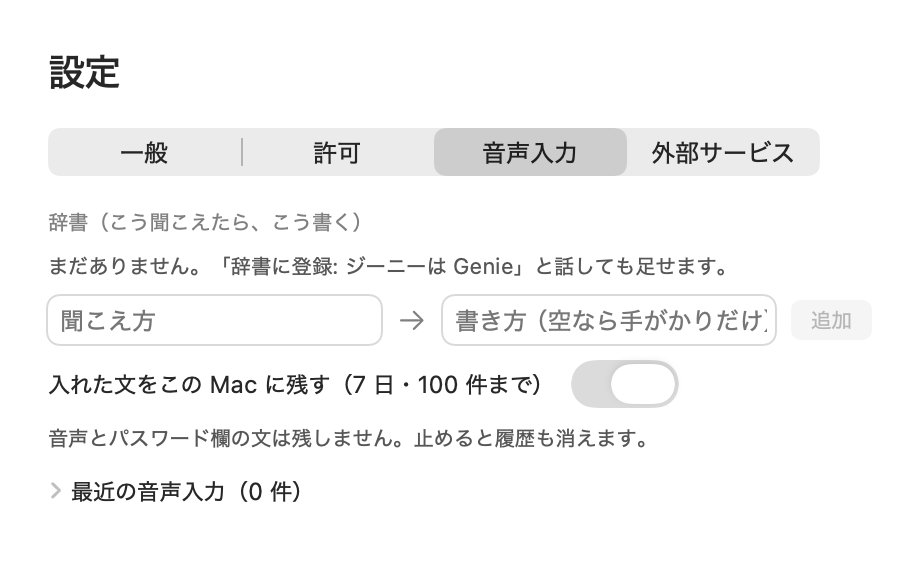 設定
一般 許可 音声入力 外部サービス
辞書（こう聞こえたら、こう書く）
まだありません。「辞書に登録: ジーニーは Genie」と話しても足せます。
聞こえ方 → 書き方（空なら手がかりだけ） 追加
入れた文をこの Mac に残す（7 日・100 件まで）
音声とパスワード欄の文は残しません。止めると履歴も消えます。
最近の音声入力（0 件）